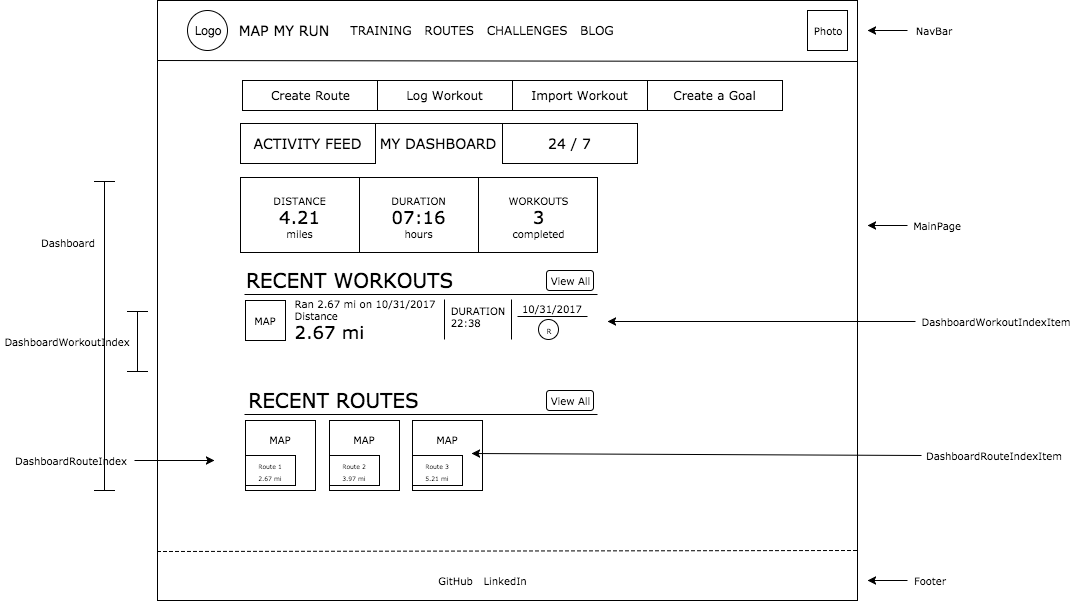 Logo
MAP MY RUN
TRAINING ROUTES CHALLENGES BLOG
Photo
NavBar
Create Route
Log Workout
Import Workout
Create a Goal
ACTIVITY FEED
MY DASHBOARD
24 / 7
DISTANCE
4.21
miles
DURATION
07:16
hours
WORKOUTS
3
completed
MainPage
Dashboard
RECENT WORKOUTS
View All
MAP
Ran 2.67 mi on 10/31/2017
Distance
2.67 mi
DURATION
22:38
10/31/2017
R
DashboardWorkoutIndexItem
DashboardWorkoutIndex
RECENT ROUTES
View All
MAP
Route 1
2.67 mi
MAP
Route 2
3.97 mi
MAP
Route 3
5.21 mi
DashboardRouteIndex
DashboardRouteIndexItem
GitHub LinkedIn
Footer